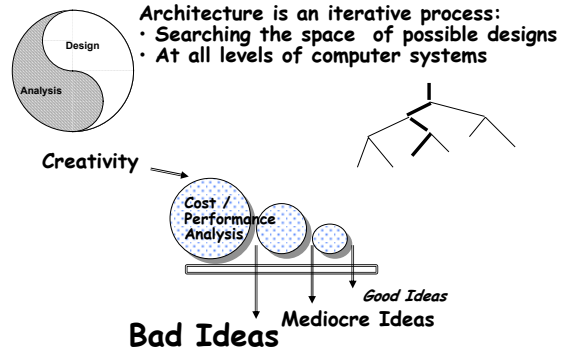 Architecture is an iterative process:
• Searching the space of possible designs
• At all levels of computer systems
Design
Analysis
Creativity
Cost /
Performance
Analysis
Good Ideas
Mediocre Ideas
Bad Ideas